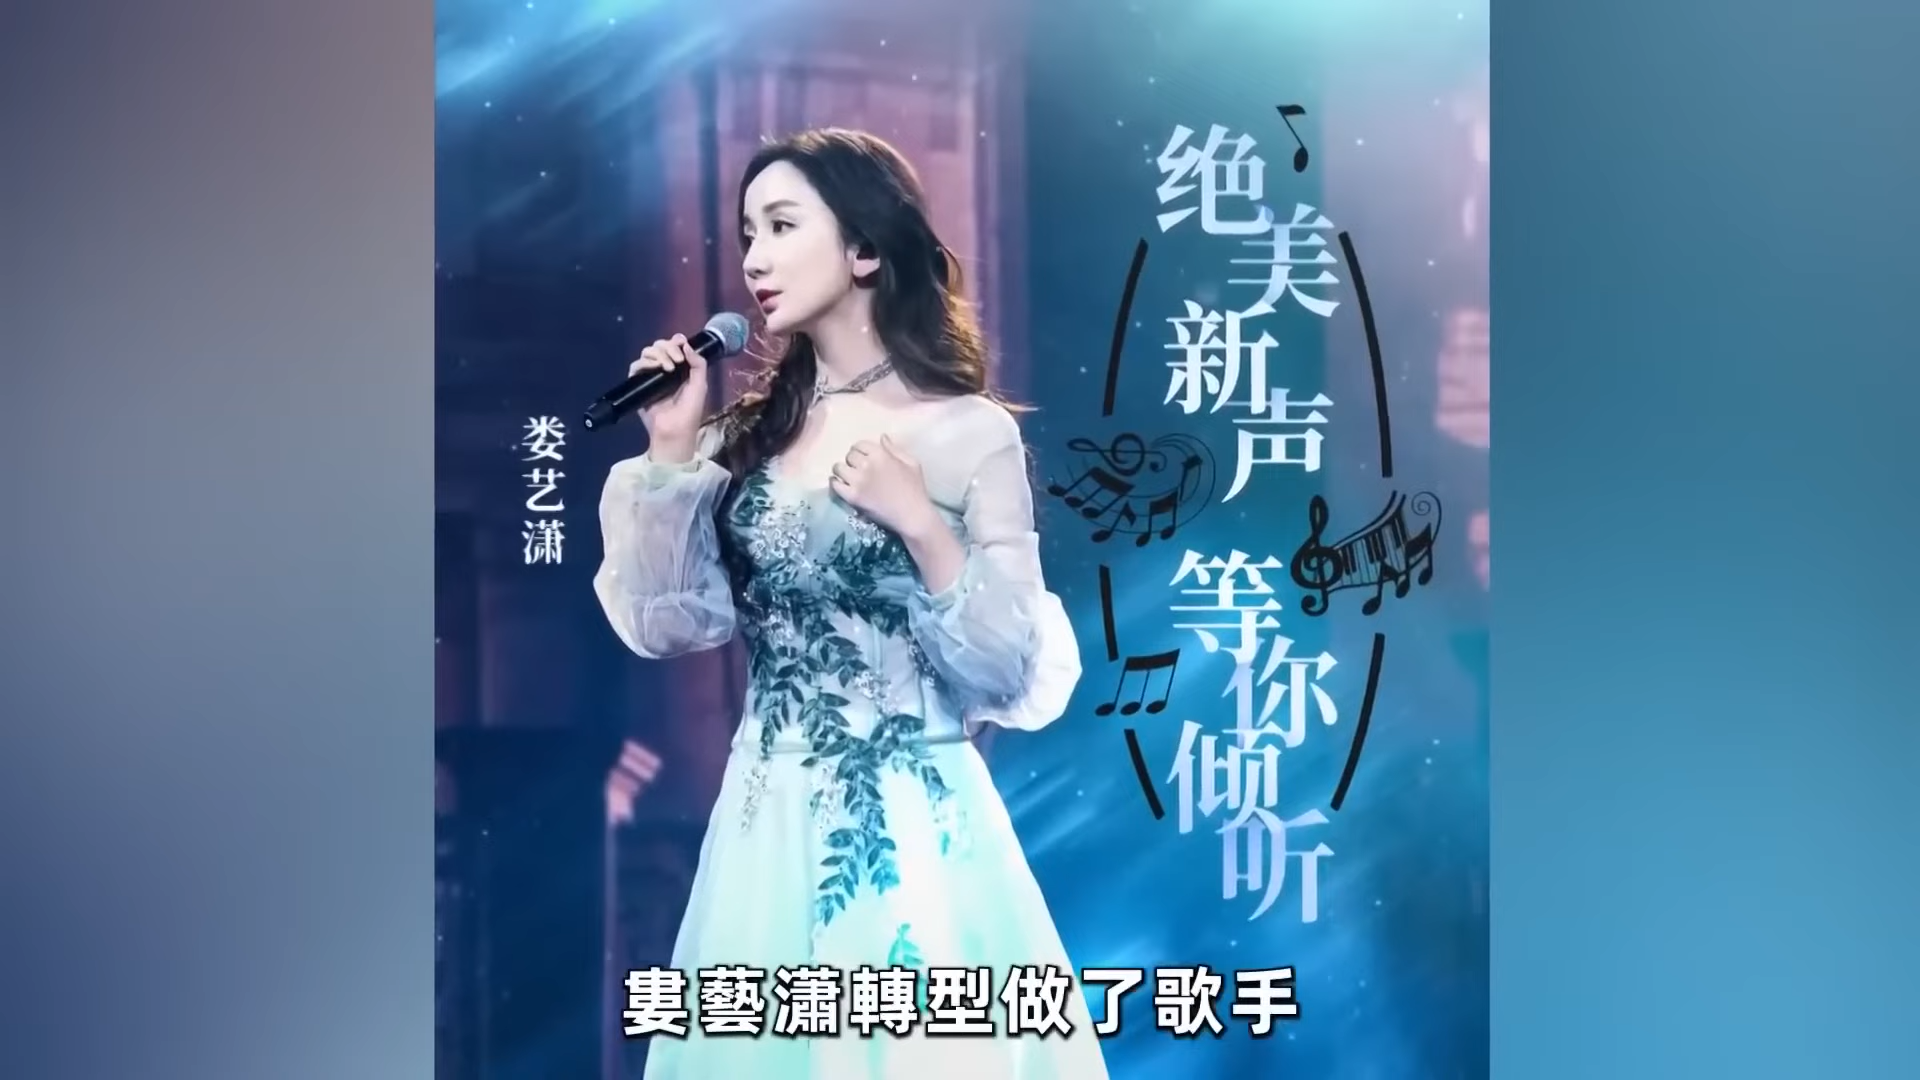 绝美
新声
等你
倾听
娄艺潇
婁藝瀟轉型做了歌手